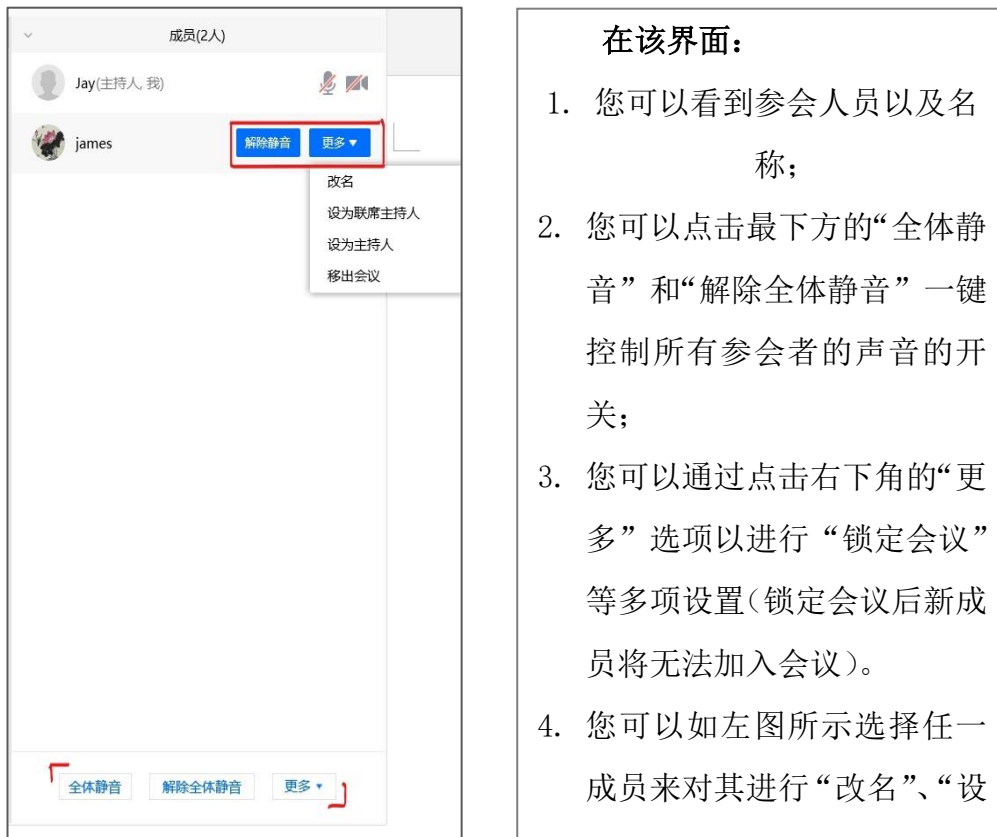 成员(2人)
Jay(主持人, 我)
james
解除静音
更多
改名
设为联席主持人
设为主持人
移出会议
全体静音
解除全体静音
更多
在该界面：
1. 您可以看到参会人员以及名
称；
2. 您可以点击最下方的“全体静
音”和“解除全体静音”一键
控制所有参会者的声音的开
关；
3. 您可以通过点击右下角的“更
多”选项以进行“锁定会议”
等多项设置（锁定会议后新成
员将无法加入会议）。
4. 您可以如左图所示选择任一
成员来对其进行“改名”、“设